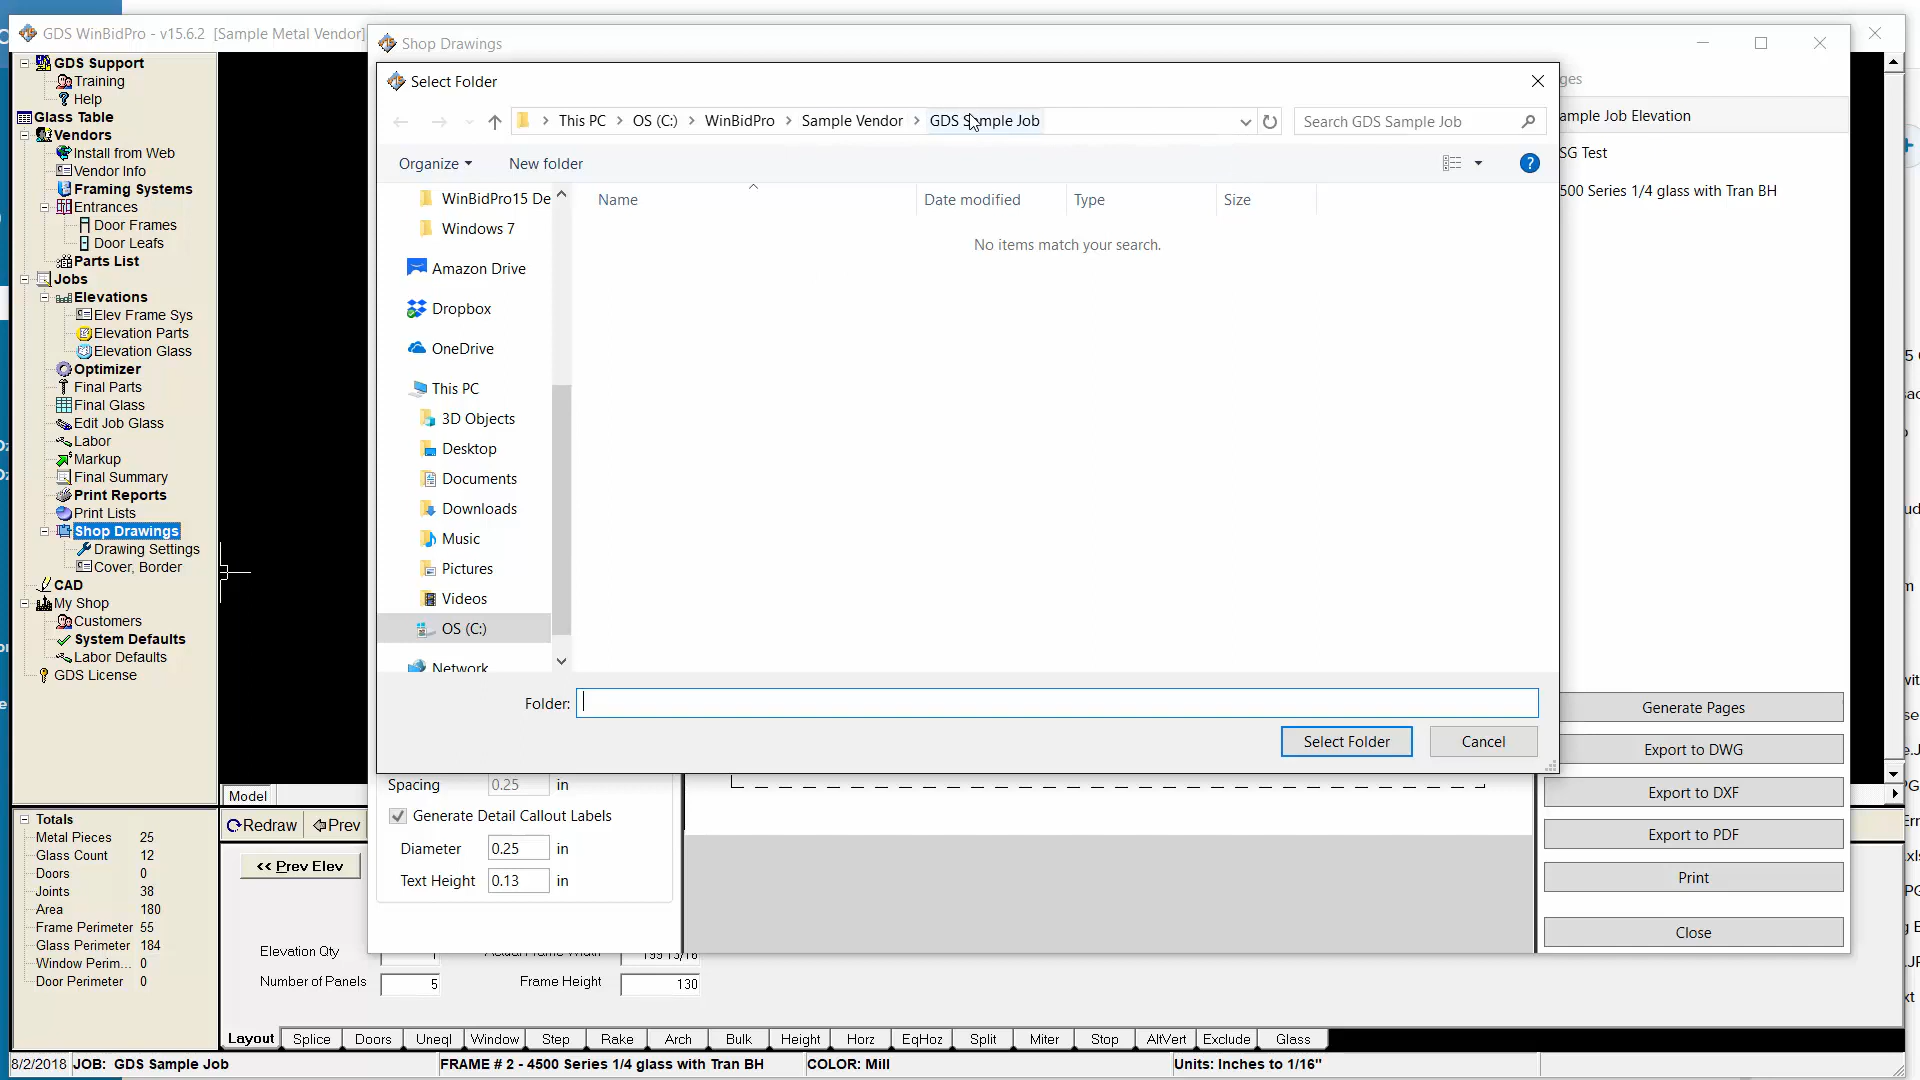 GDS WinBidPro - v15.6.2 [Sample Metal Vendor]
GDS Support
Training
Help
Glass Table
Vendors
Install from Web
Vendor Info
Framing Systems
Entrances
Door Frames
Door Leafs
Parts List
Jobs
Elevations
Elev Frame Sys
Elevation Parts
Elevation Glass
Optimizer
Final Parts
Final Glass
Edit Job Glass
Labor
Markup
Final Summary
Print Reports
Print Lists
Shop Drawings
Drawing Settings
Cover, Border
CAD
My Shop
Customers
System Defaults
Labor Defaults
GDS License
Totals
Metal Pieces 25
Glass Count 12
Doors 0
Joints 38
Area 180
Frame Perimeter 55
Glass Perimeter 184
Window Perim... 0
Door Perimeter 0
Shop Drawings
Select Folder
This PC > OS (C:) > WinBidPro > Sample Vendor > GDS Sample Job
Search GDS Sample Job
Organize
New folder
Name Date modified Type Size
No items match your search.
WinBidPro15 De
Windows 7
Amazon Drive
Dropbox
OneDrive
This PC
3D Objects
Desktop
Documents
Downloads
Music
Pictures
Videos
OS (C:)
Network
Folder:
Select Folder
Cancel
ges
ample Job Elevation
SG Test
500 Series 1/4 glass with Tran BH
Generate Pages
Export to DWG
Export to DXF
Export to PDF
Print
Close
Spacing 0.25 in
Generate Detail Callout Labels
Diameter 0.25 in
Text Height 0.13 in
Model
Redraw
Prev
<< Prev Elev
Elevation Qty
Number of Panels 5
Actual Frame Width 199 13/16
Frame Height 130
Layout Splice Doors Uneql Window Step Rake Arch Bulk Height Horz EqHoz Split Miter Stop AltVert Exclude Glass
8/2/2018 JOB: GDS Sample Job FRAME # 2 - 4500 Series 1/4 glass with Tran BH COLOR: Mill Units: Inches to 1/16"